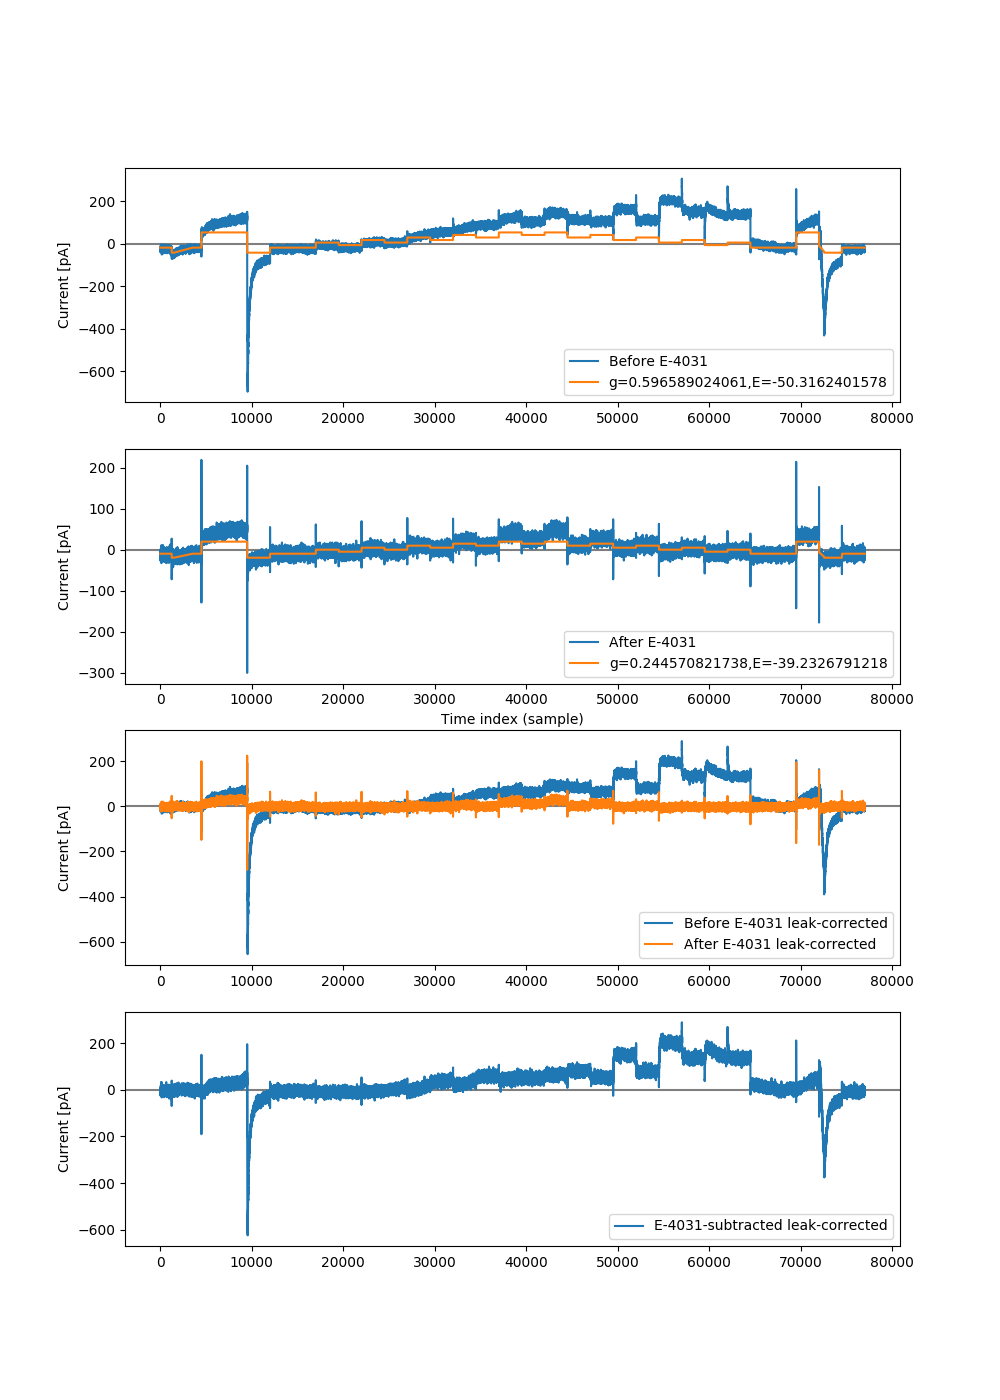 200
0
−200
−400
−600
Current [pA]
Before E-4031
g=0.596589024061,E=-50.3162401578
0 10000 20000 30000 40000 50000 60000 70000 80000
200
100
0
−100
−200
−300
Current [pA]
After E-4031
g=0.244570821738,E=-39.2326791218
0 10000 20000 30000 40000 50000 60000 70000 80000
Time index (sample)
200
0
−200
−400
−600
Current [pA]
Before E-4031 leak-corrected
After E-4031 leak-corrected
0 10000 20000 30000 40000 50000 60000 70000 80000
200
0
−200
−400
−600
Current [pA]
E-4031-subtracted leak-corrected
0 10000 20000 30000 40000 50000 60000 70000 80000